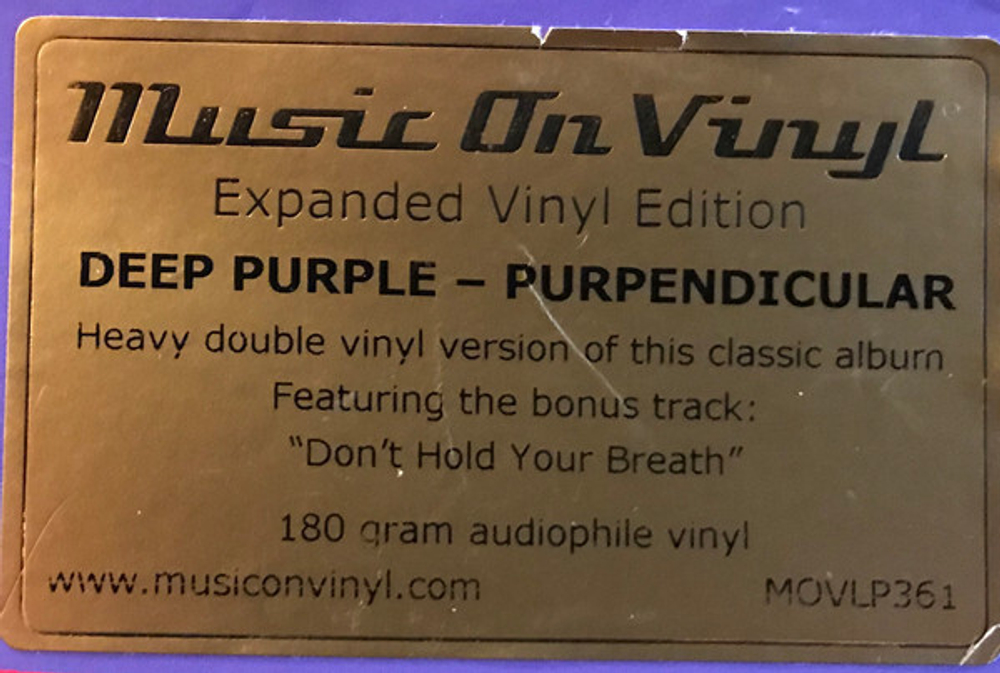 Music On Vinyl
Expanded Vinyl Edition
DEEP PURPLE – PURPENDICULAR
Heavy double vinyl version of this classic album
Featuring the bonus track:
“Don’t Hold Your Breath”
180 gram audiophile vinyl
www.musiconvinyl.com MOVLP361